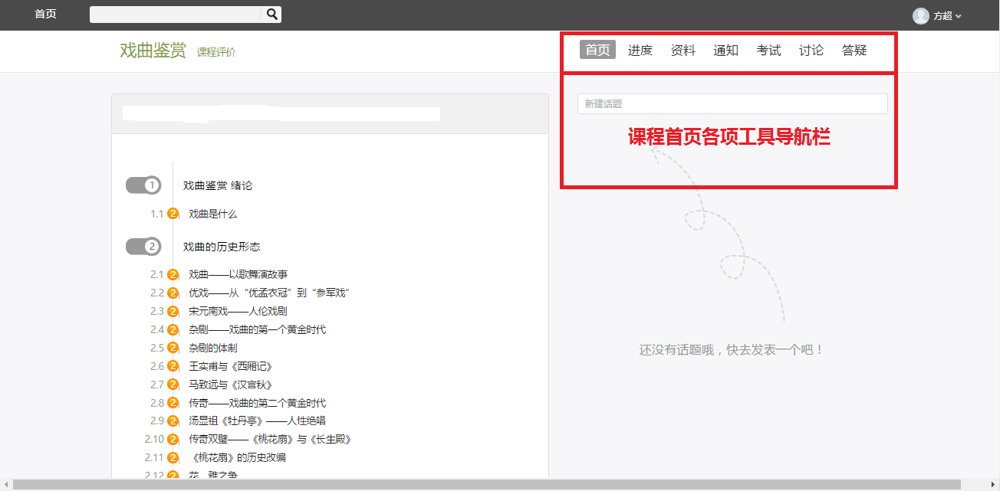 首页
方超
戏曲鉴赏 课程评价
首页 进度 资料 通知 考试 讨论 答疑
新建话题
课程首页各项工具导航栏
1 戏曲鉴赏 绪论
1.1 2 戏曲是什么
2 戏曲的历史形态
2.1 2 戏曲——以歌舞演故事
2.2 2 优戏——从“优孟衣冠”到“参军戏”
2.3 2 宋元南戏——人伦戏剧
2.4 2 杂剧——戏曲的第一个黄金时代
2.5 2 杂剧的体制
2.6 2 王实甫与《西厢记》
2.7 2 马致远与《汉宫秋》
2.8 2 传奇——戏曲的第二个黄金时代
2.9 2 汤显祖《牡丹亭》——人性绝唱
2.10 2 传奇双璧——《桃花扇》与《长生殿》
2.11 2 《桃花扇》的历史改编
2.12 2 花、雅之争
还没有话题哦，快去发表一个吧！